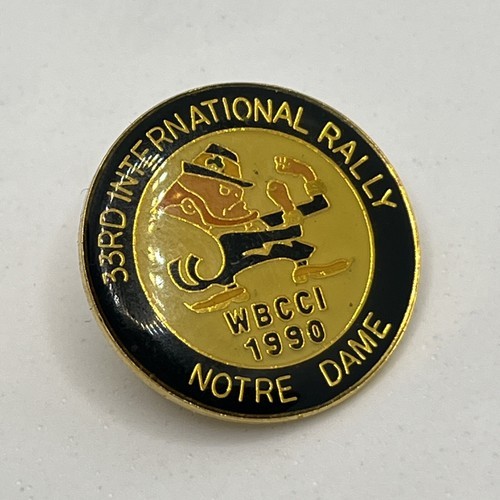 33RD INTERNATIONAL RALLY
WBCCI
1990
NOTRE DAME